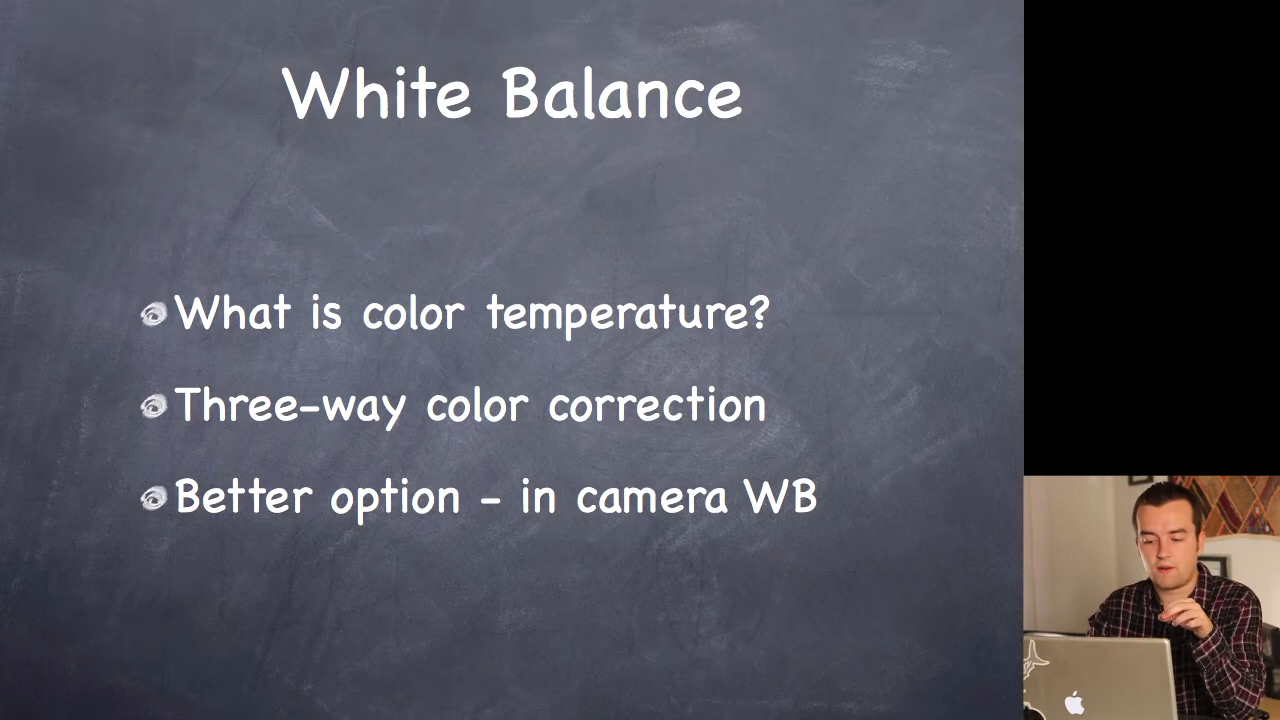 White Balance
What is color temperature?
Three-way color correction
Better option - in camera WB